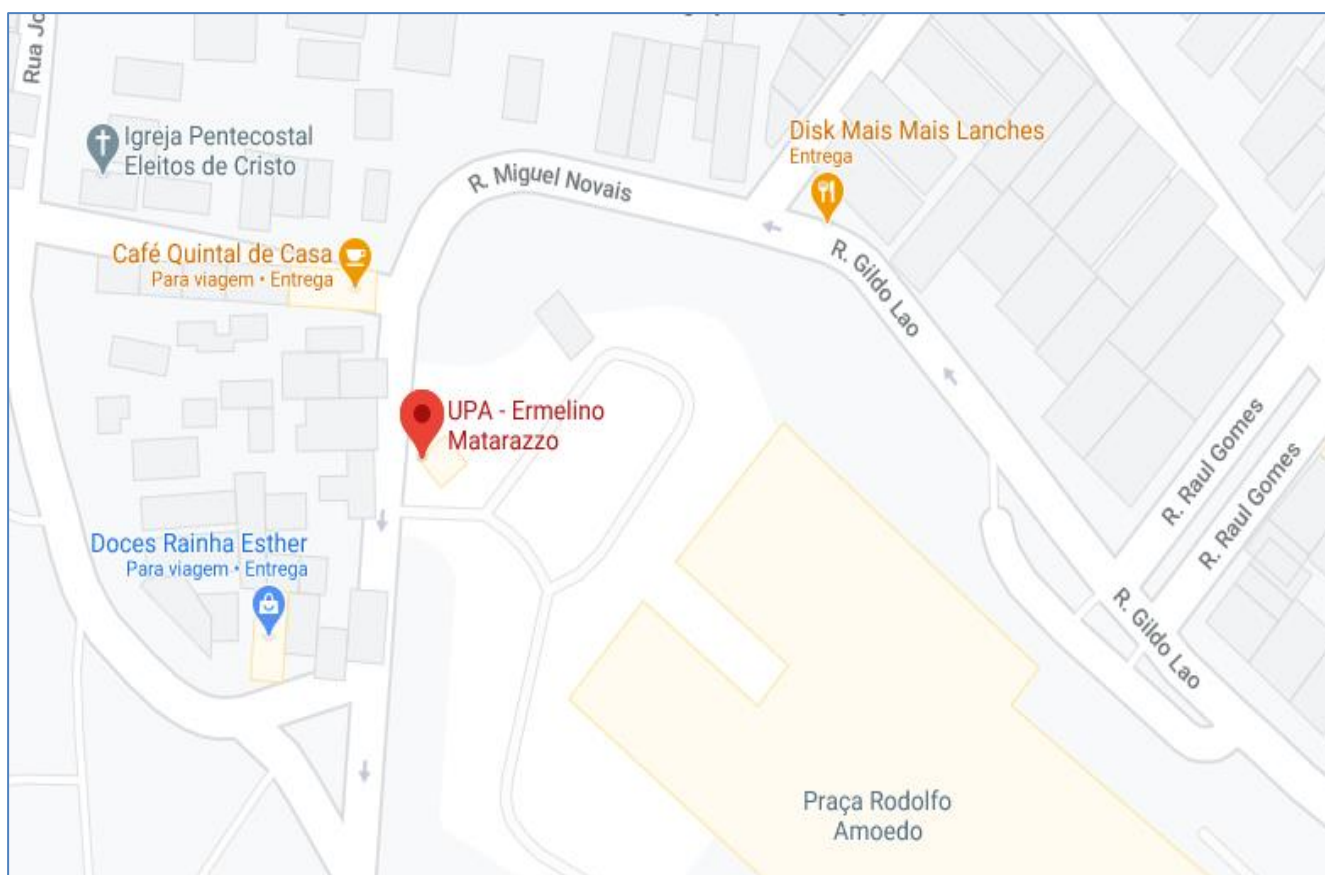 Rua Jo
Igreja Pentecostal
Eleitos de Cristo
R. Miguel Novais
Disk Mais Mais Lanches
Entrega
Café Quintal de Casa
Para viagem • Entrega
R. Gildo Lao
UPA - Ermelino
Matarazzo
R. Raul Gomes
R. Raul Gomes
Doces Rainha Esther
Para viagem • Entrega
R. Gildo Lao
Praça Rodolfo
Amoedo